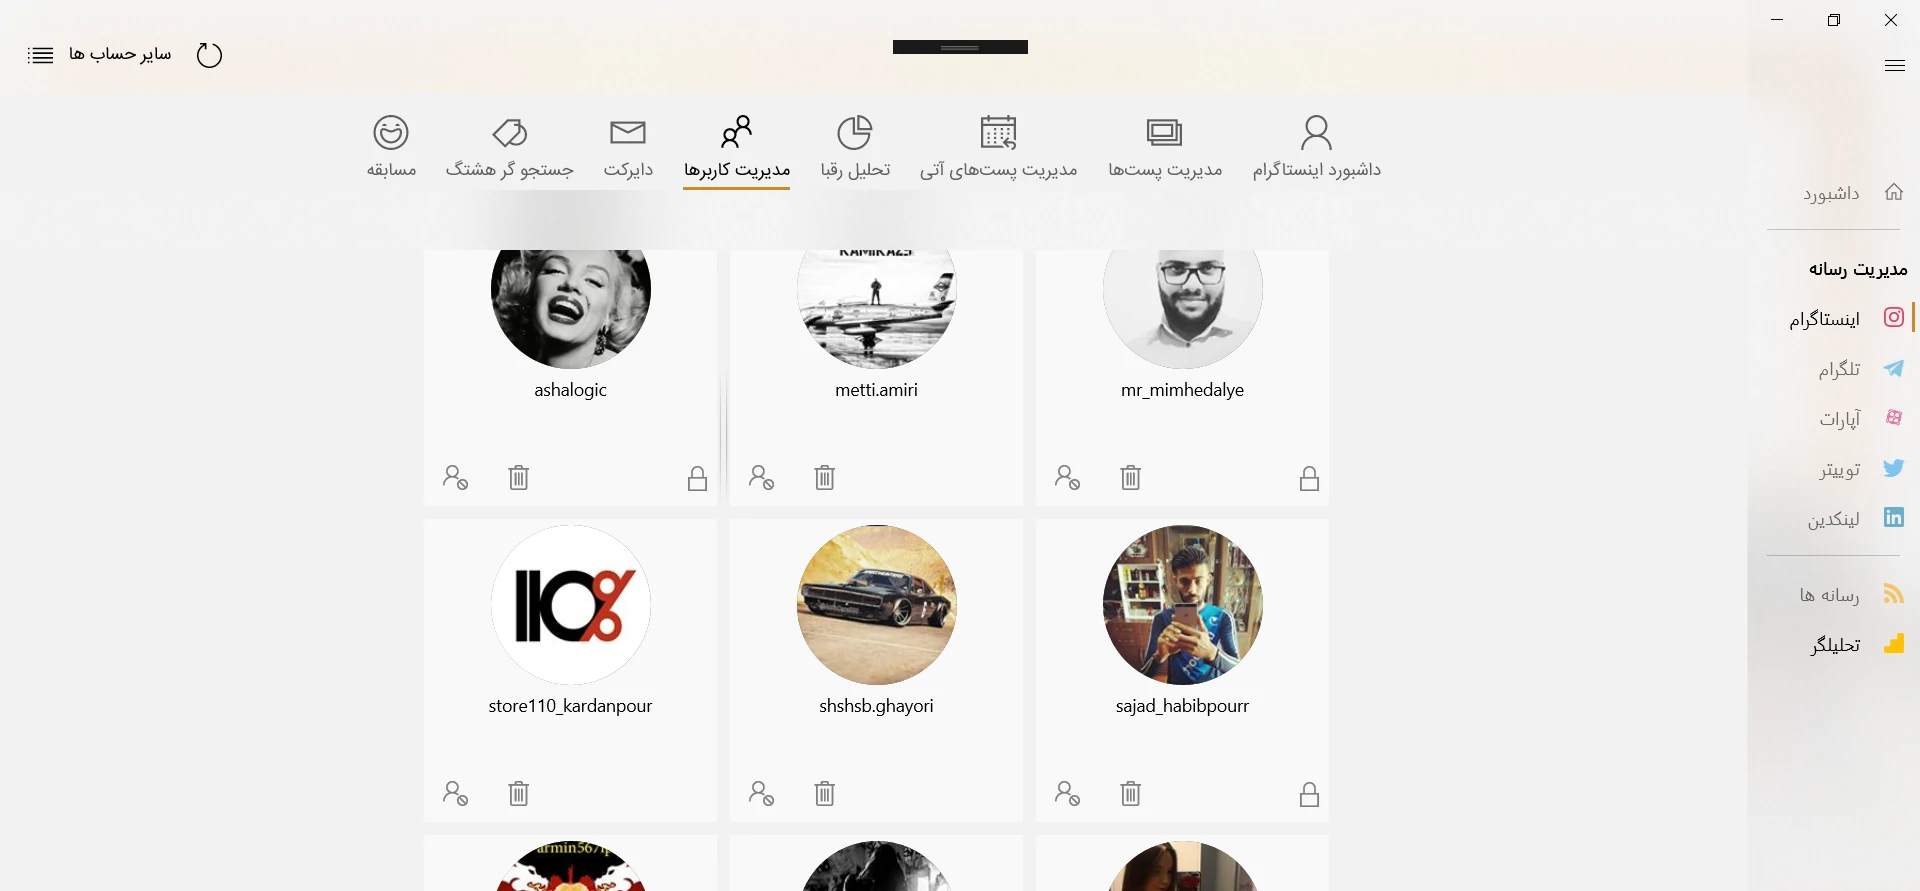 سایر حساب ها
داشبورد اینستاگرام
مدیریت پست‌ها
مدیریت پست‌های آتی
تحلیل رقبا
مدیریت کاربرها
دایرکت
جستجو گر هشتگ
مسابقه
داشبورد
مدیریت رسانه
اینستاگرام
تلگرام
آپارات
توییتر
لینکدین
رسانه ها
تحلیلگر
ashalogic
metti.amiri
mr_mimhedalye
110%
store110_kardanpour
shshsb.ghayori
sajad_habibpourr